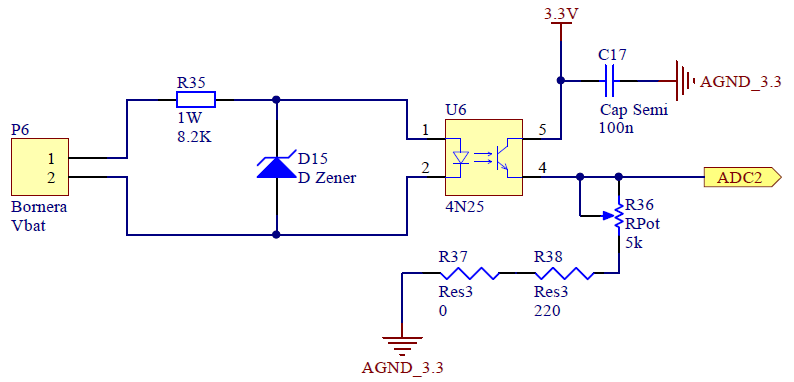 3.3V
C17
AGND_3.3
Cap Semi
100n
R35
1W
8.2K
U6
P6
1
2
Bornera
Vbat
D15
D Zener
1
5
2
4
4N25
ADC2
R36
RPot
5k
R37
R38
Res3
Res3
0
220
AGND_3.3